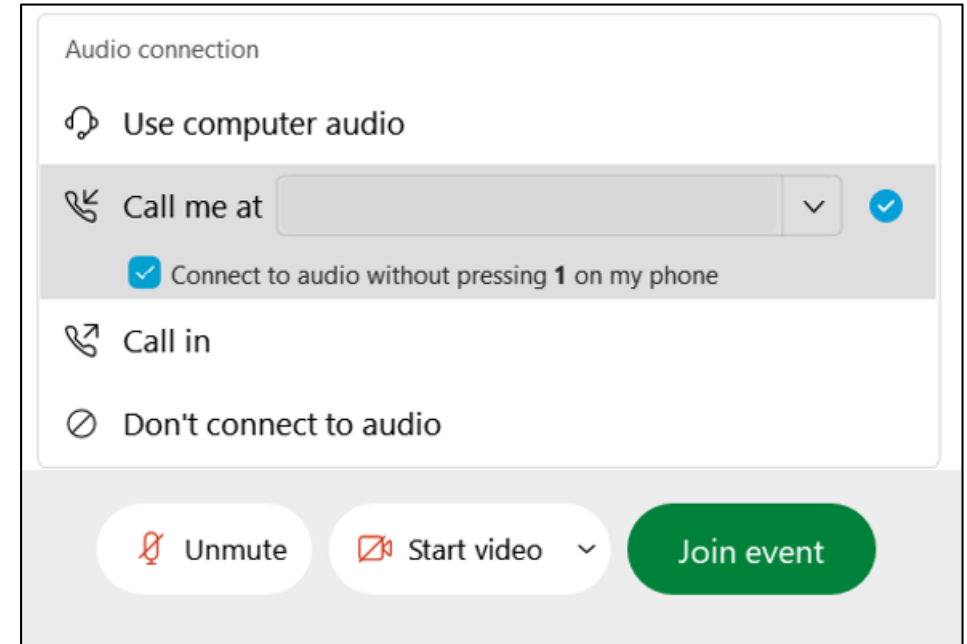 Audio connection
Use computer audio
Call me at
Connect to audio without pressing 1 on my phone
Call in
Don't connect to audio
Unmute Start video Join event